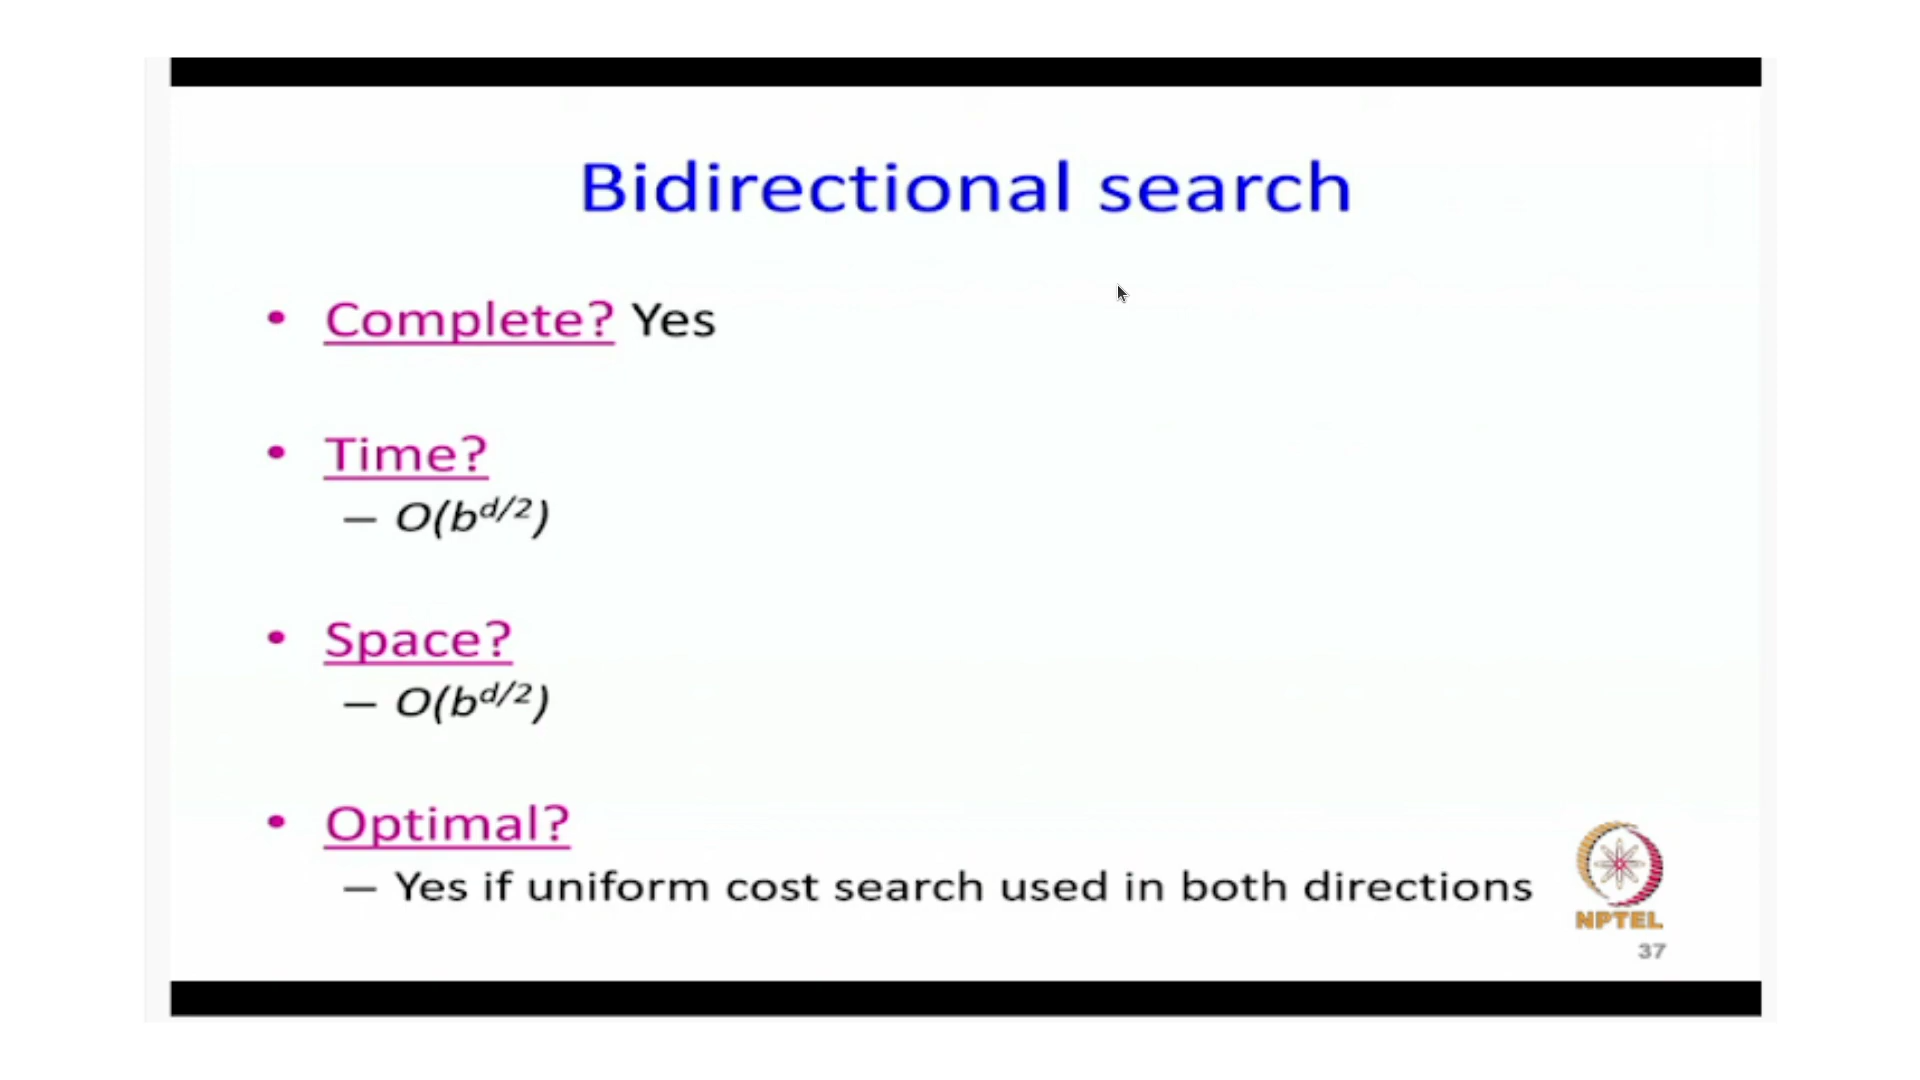 Bidirectional search
• Complete? Yes
• Time?
– O(b^{d/2})
• Space?
– O(b^{d/2})
• Optimal?
– Yes if uniform cost search used in both directions
NPTEL
37